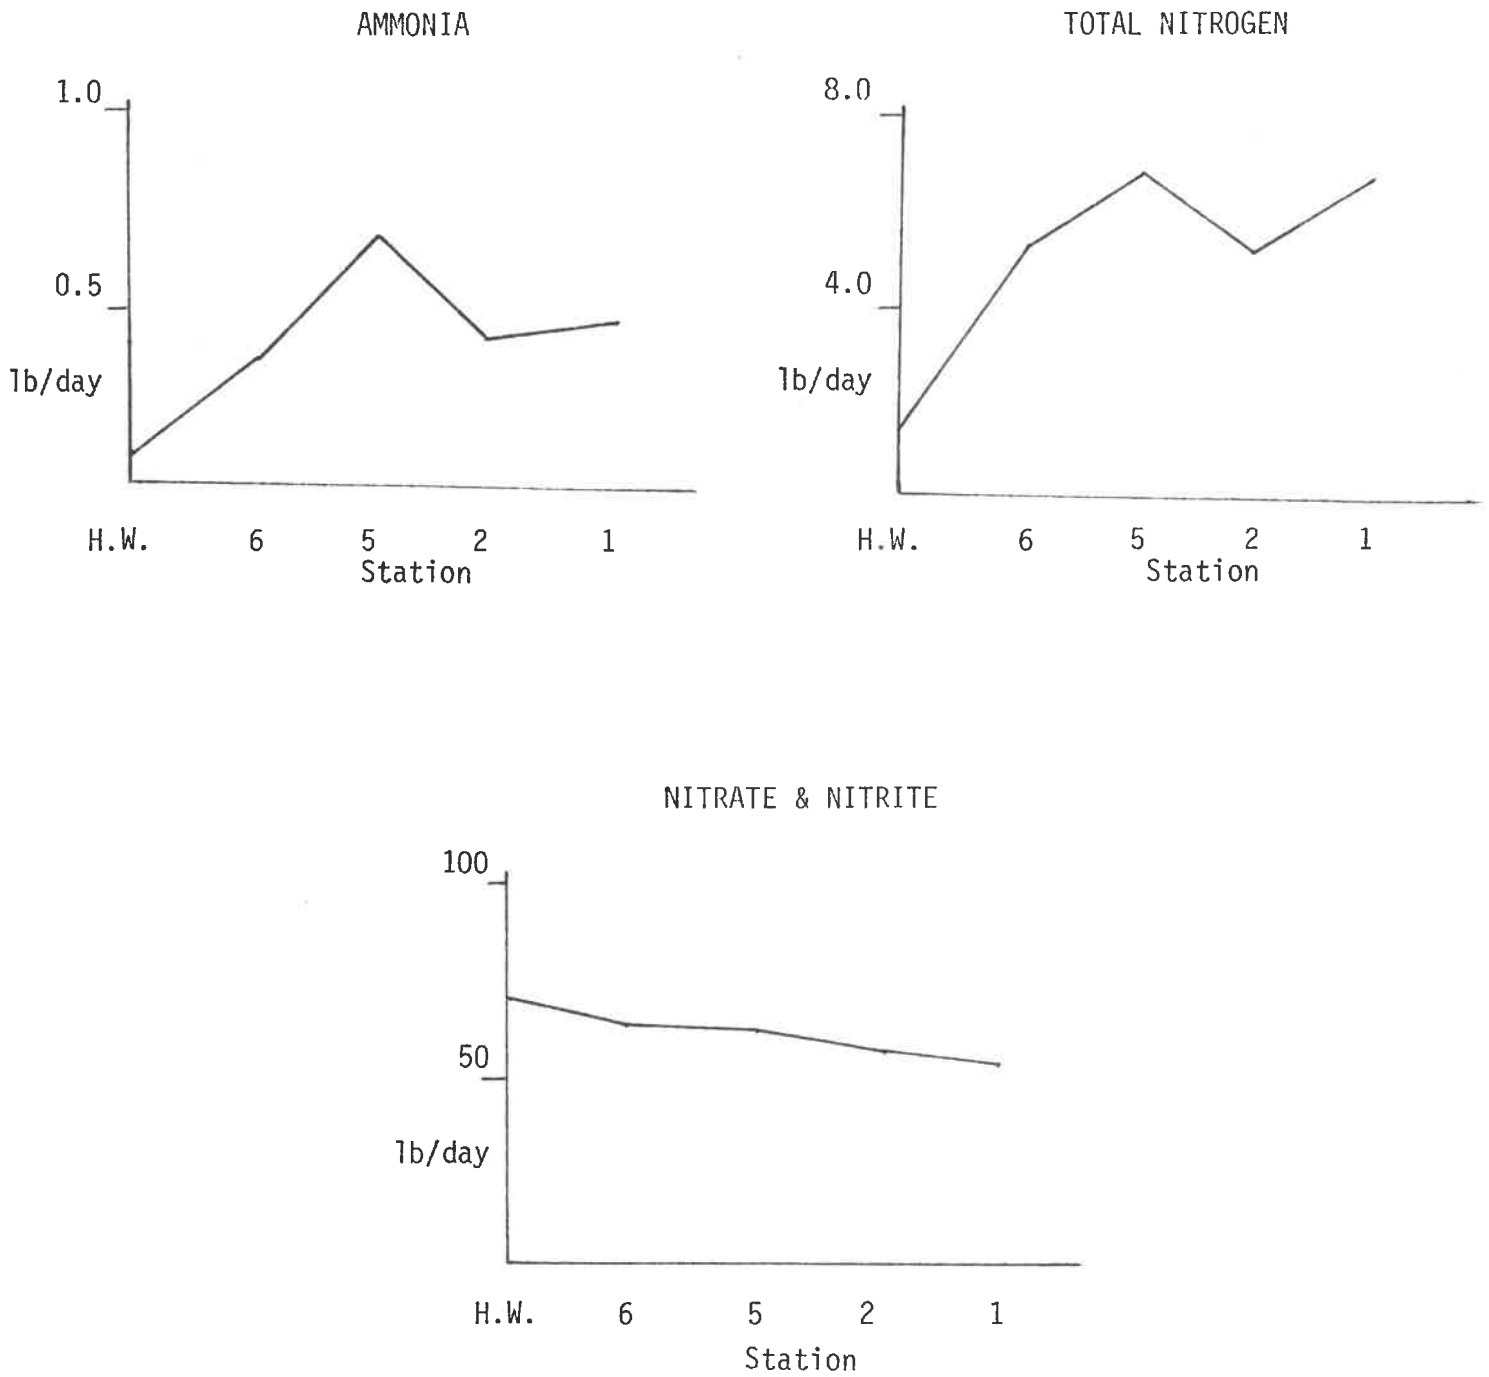 AMMONIA
1.0
0.5
lb/day
H.W. 6 5 2 1
Station
TOTAL NITROGEN
8.0
4.0
lb/day
H.W. 6 5 2 1
Station
NITRATE & NITRITE
100
50
lb/day
H.W. 6 5 2 1
Station